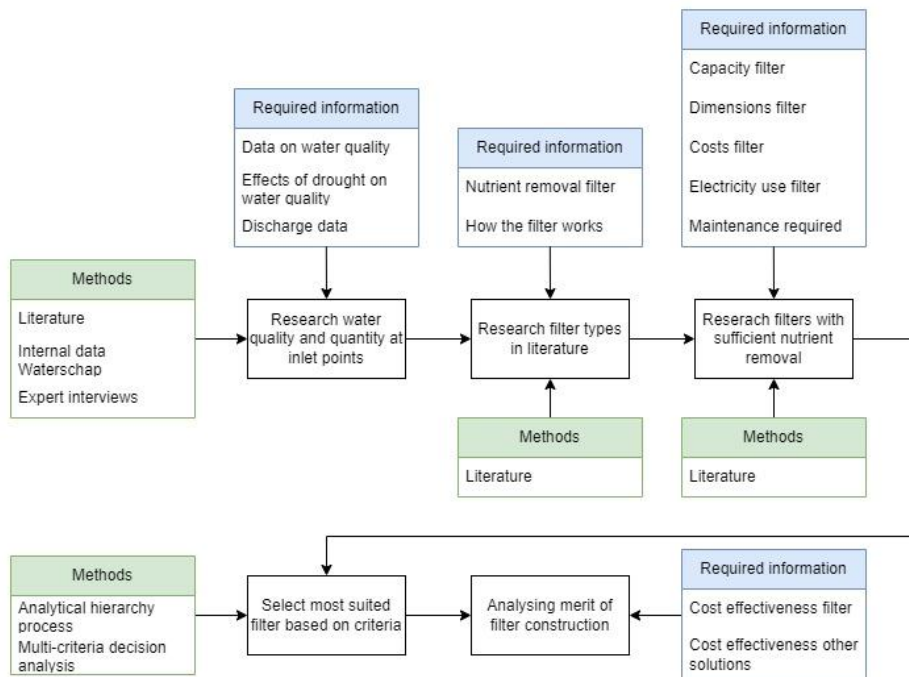 Required information
Capacity filter
Dimensions filter
Costs filter
Electricity use filter
Maintenance required
Required information
Data on water quality
Effects of drought on
water quality
Discharge data
Required information
Nutrient removal filter
How the filter works
Methods
Literature
Internal data
Waterschap
Expert interviews
Research water
quality and quantity at
inlet points
Research filter types
in literature
Reserach filters with
sufficient nutrient
removal
Methods
Literature
Methods
Literature
Methods
Analytical hierarchy
process
Multi-criteria decision
analysis
Select most suited
filter based on criteria
Analysing merit of
filter construction
Required information
Cost effectiveness filter
Cost effectiveness other
solutions